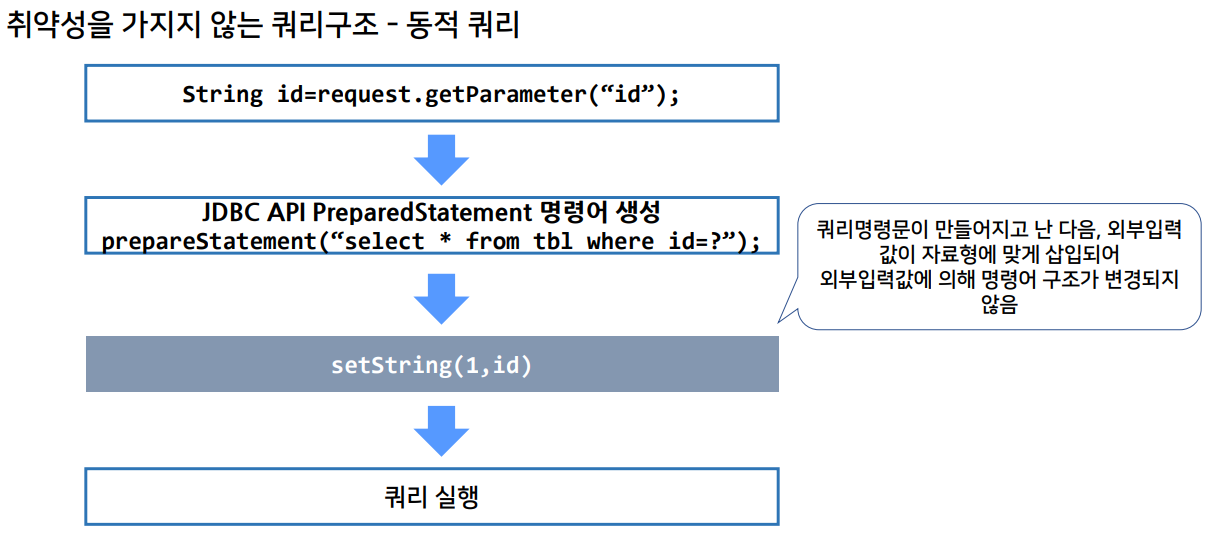 취약성을 가지지 않는 쿼리구조 - 동적 쿼리
String id=request.getParameter(“id”);
JDBC API PreparedStatement 명령어 생성
prepareStatement(“select * from tbl where id=?”);
쿼리명령문이 만들어지고 난 다음, 외부입력
값이 자료형에 맞게 삽입되어
외부입력값에 의해 명령어 구조가 변경되지
않음
setString(1,id)
쿼리 실행